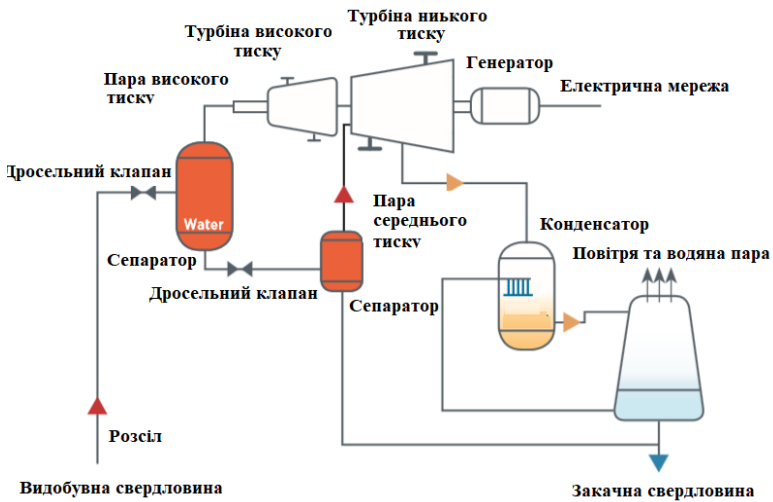 Турбіна високого
тиску
Турбіна ниького
тиску
Генератор
Електрична мережа
Пара високого
тиску
Дросельний клапан
Water
Сепаратор
Дросельний клапан
Пара
середнього
тиску
Сепаратор
Конденсатор
Повітря та водяна пара
Розсіл
Видобувна свердловина
Закачна свердловина